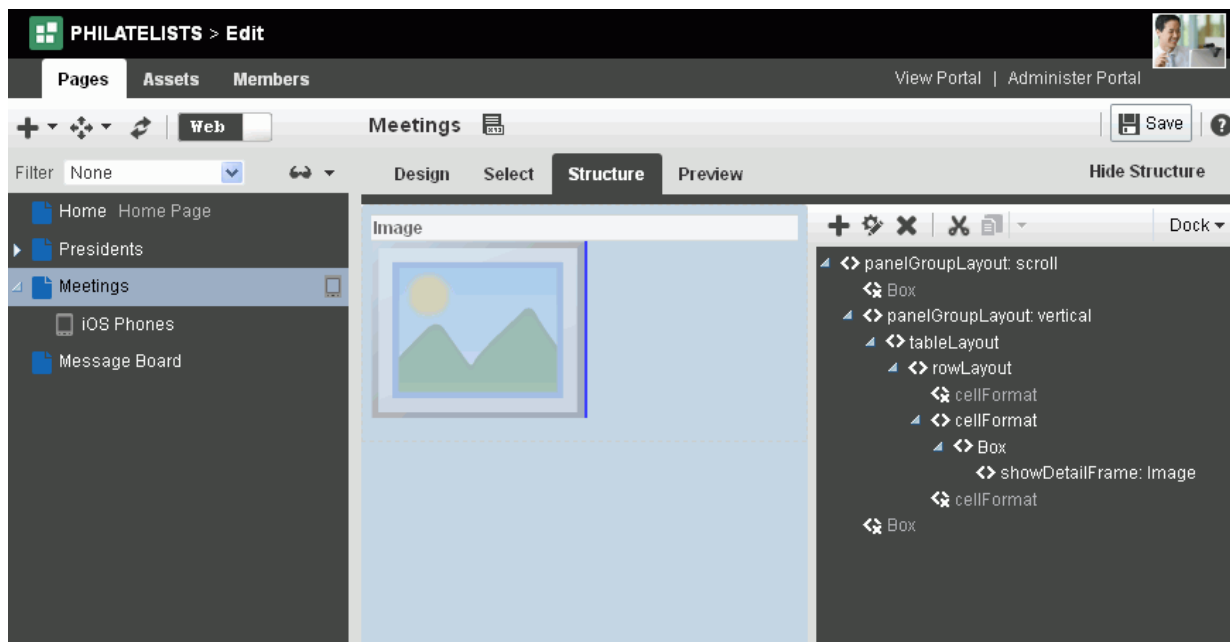 PHILATELISTS > Edit
Pages Assets Members View Portal | Administer Portal
Web Meetings Save
Filter None Design Select Structure Preview Hide Structure
Home Home Page
Presidents
Meetings
iOS Phones
Message Board
Image
Dock
panelGroupLayout: scroll
Box
panelGroupLayout: vertical
tableLayout
rowLayout
cellFormat
cellFormat
Box
showDetailFrame: Image
cellFormat
Box